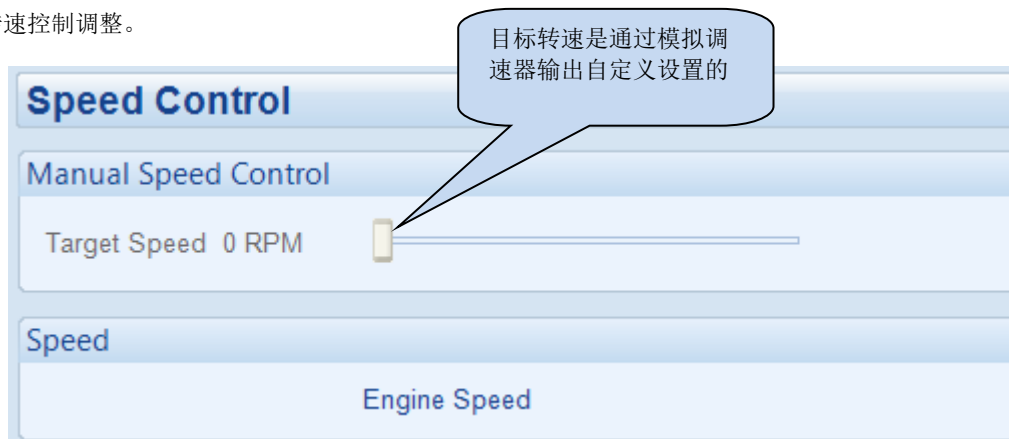 速控制调整。
目标转速是通过模拟调
速器输出自定义设置的
Speed Control
Manual Speed Control
Target Speed 0 RPM
Speed
Engine Speed